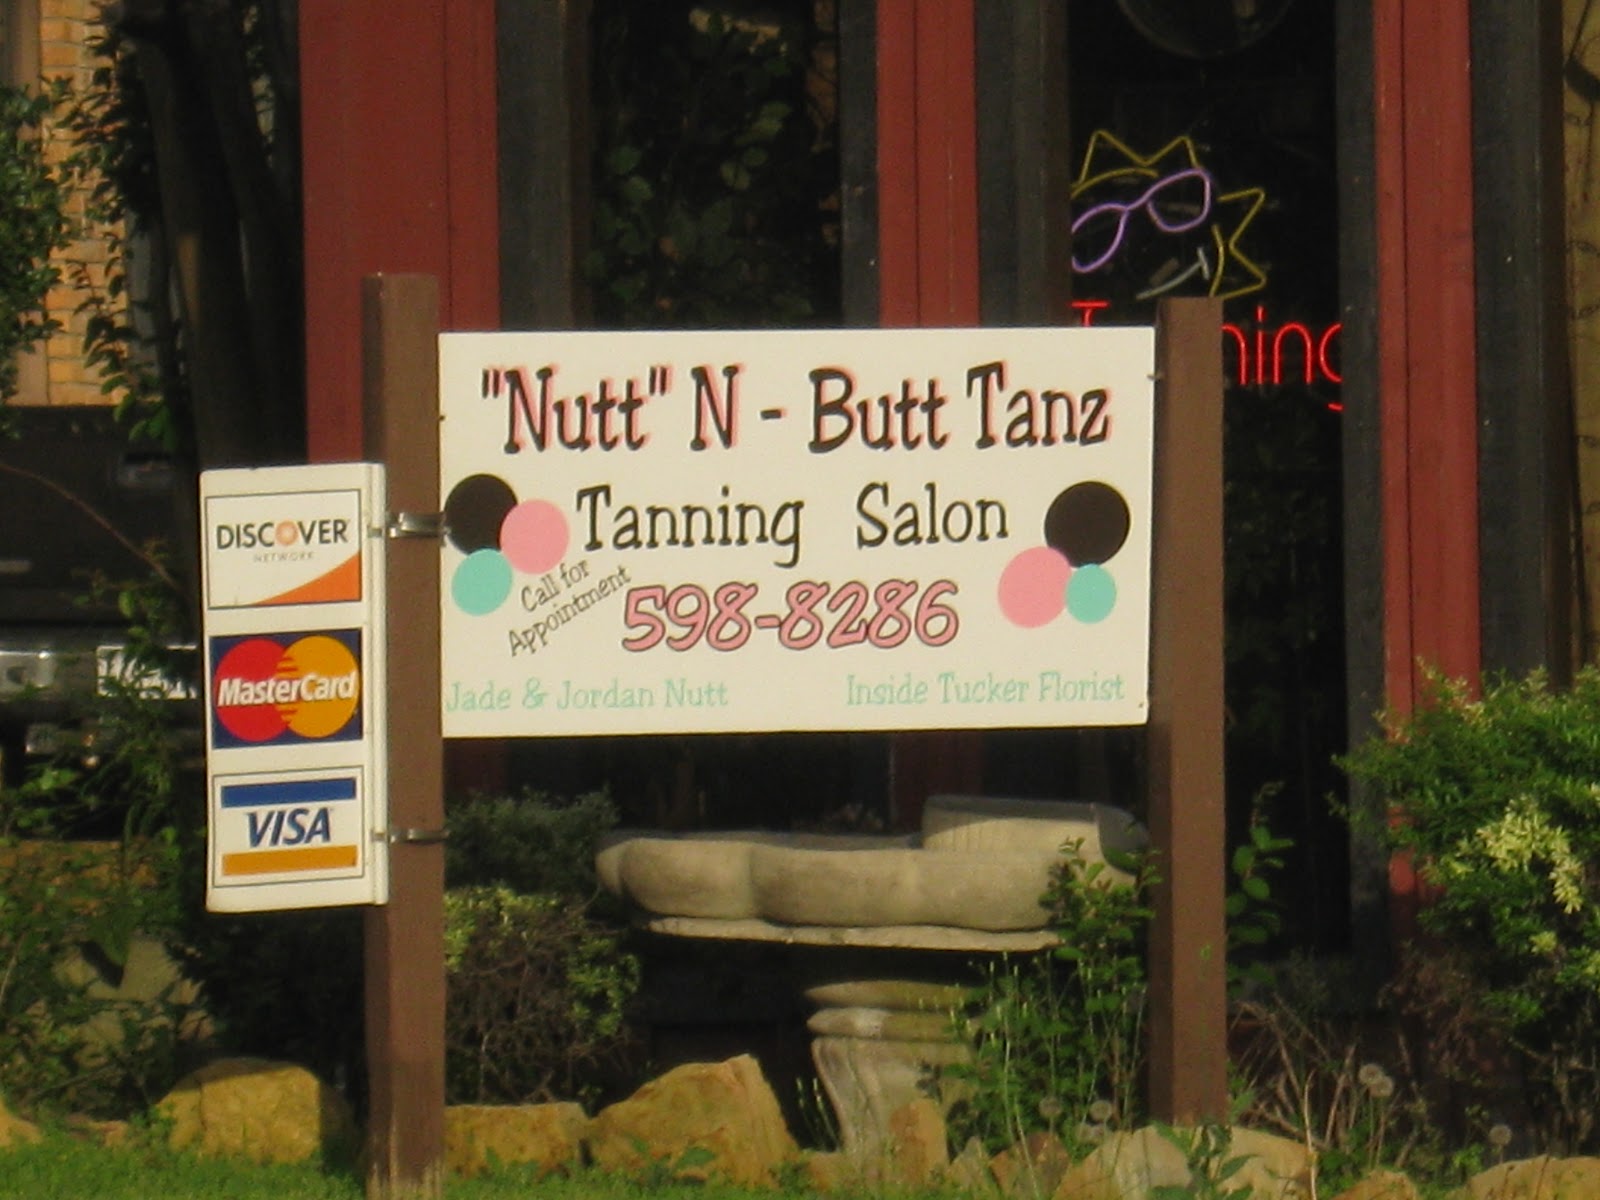 "Nutt" N - Butt Tanz
Tanning Salon
Call for
Appointment
598-8286
Jade & Jordan Nutt
Inside Tucker Florist
DISCOVER
NETWORK
MasterCard
VISA